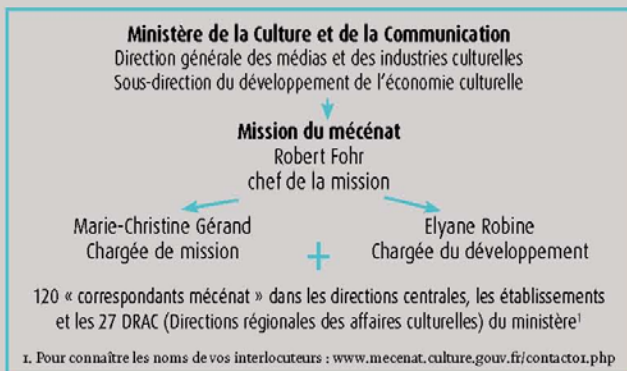 Ministère de la Culture et de la Communication
Direction générale des médias et des industries culturelles
Sous-direction du développement de l'économie culturelle
Mission du mécénat
Robert Fohr
chef de la mission
Marie-Christine Gérand
Chargée de mission
Elyane Robine
Chargée du développement
+
120 « correspondants mécénat » dans les directions centrales, les établissements
et les 27 DRAC (Directions régionales des affaires culturelles) du ministère¹
1. Pour connaître les noms de vos interlocuteurs : www.mecenat.culture.gouv.fr/contactor.php